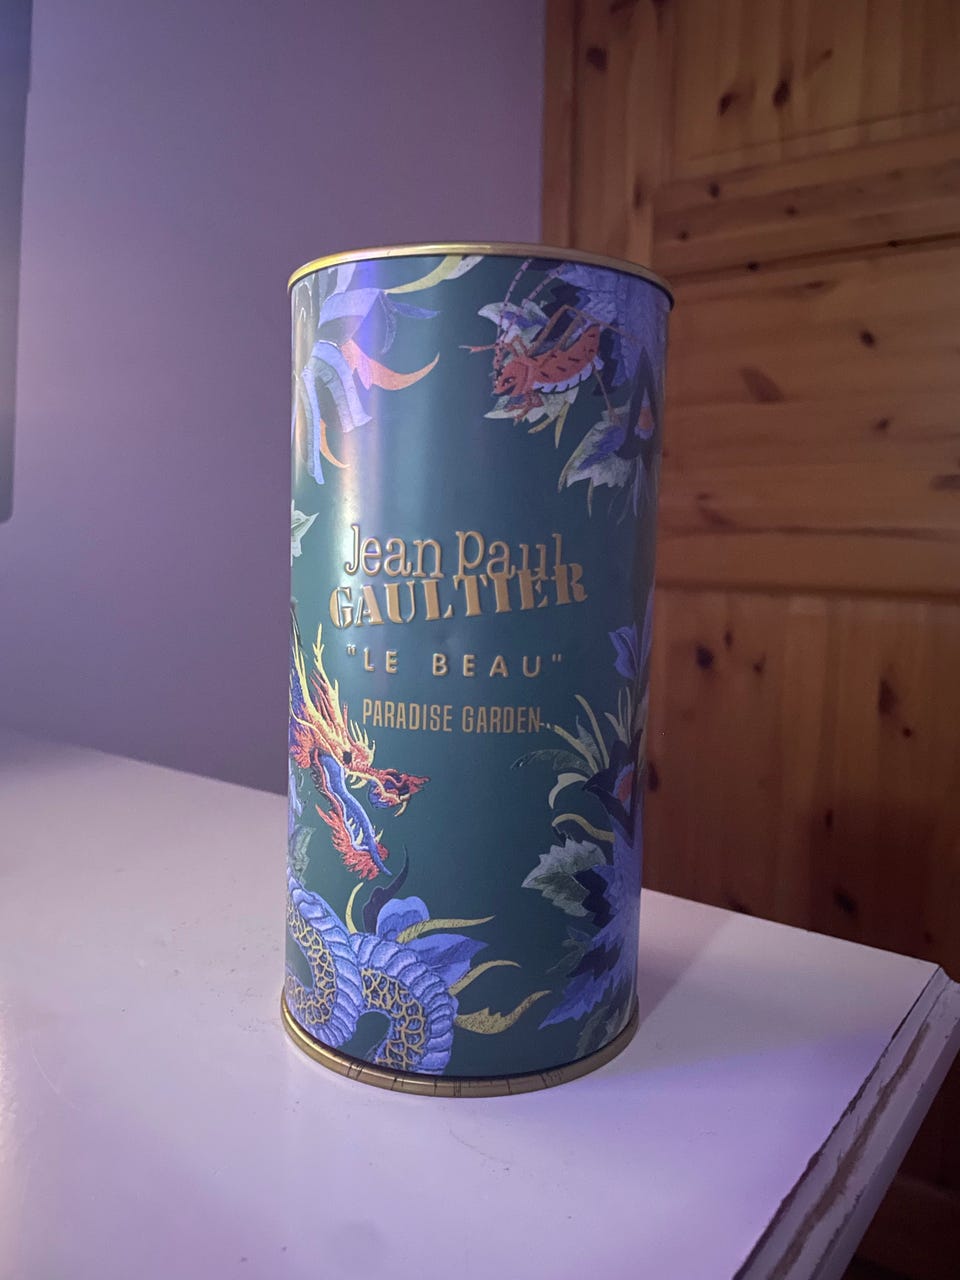 Jean Paul
GAULTIER
"LE BEAU"
PARADISE GARDEN